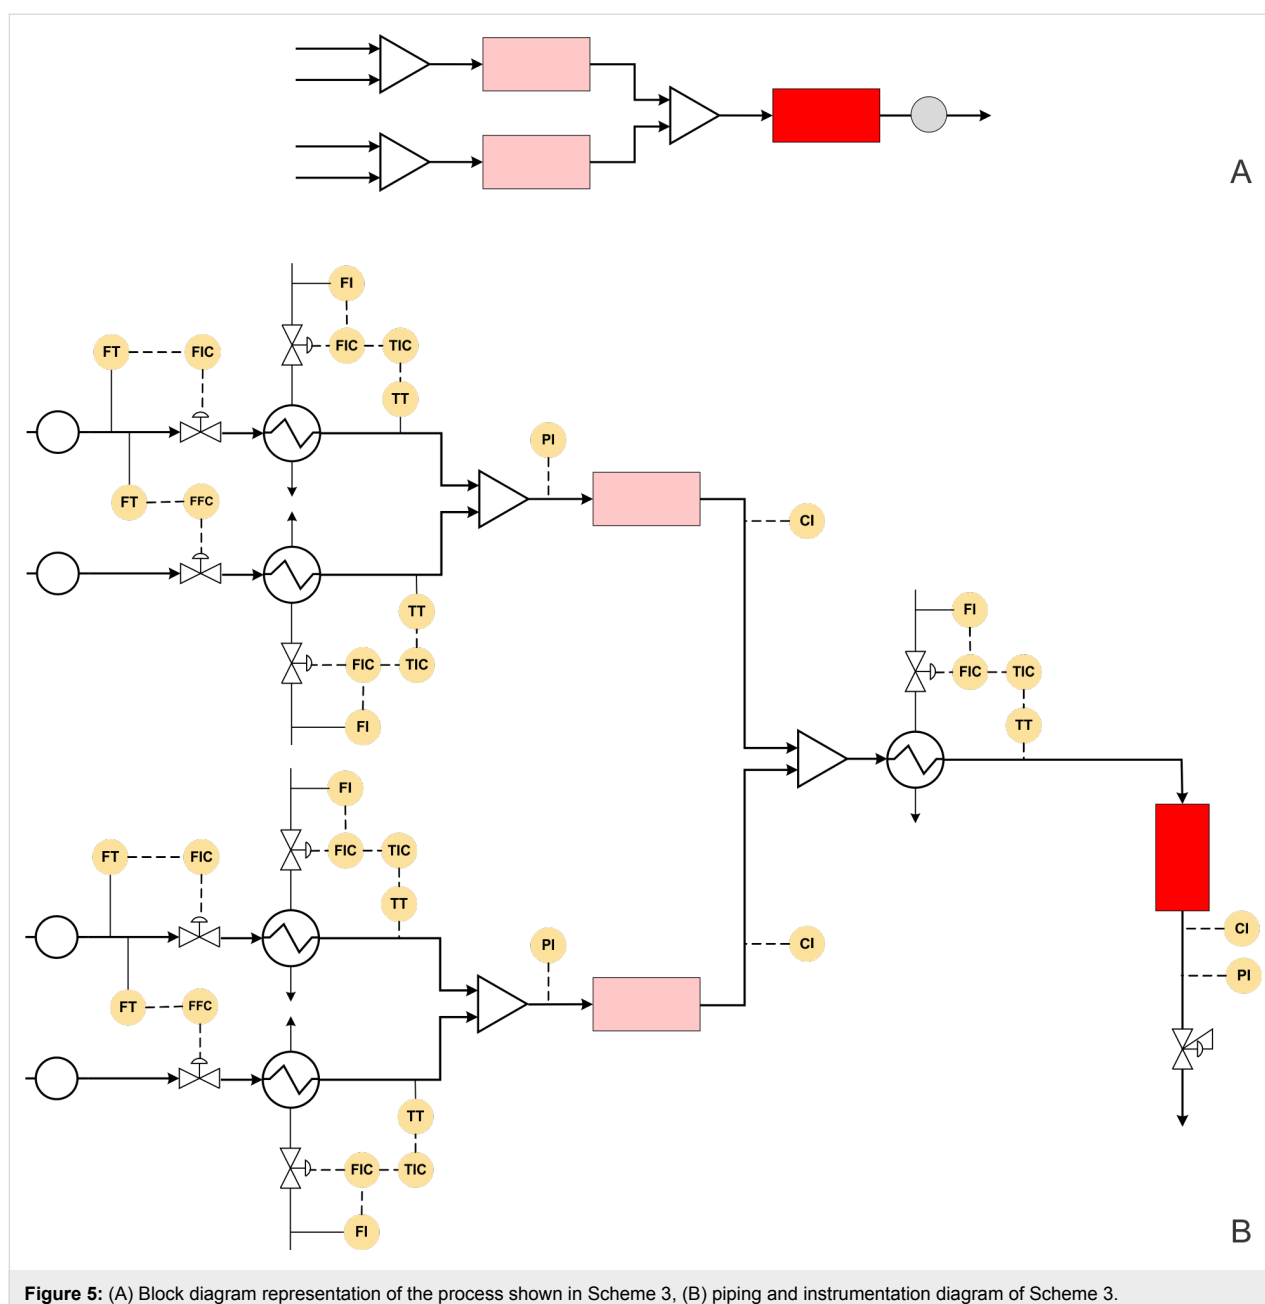 A
FI
FT
FIC
FIC
TIC
TT
PI
FT
FFC
CI
TT
FI
FIC
TIC
FIC
TIC
FI
TT
FI
FT
FIC
FIC
TIC
TT
PI
CI
CI
PI
FT
FFC
TT
FIC
TIC
FI
B
Figure 5: (A) Block diagram representation of the process shown in Scheme 3, (B) piping and instrumentation diagram of Scheme 3.